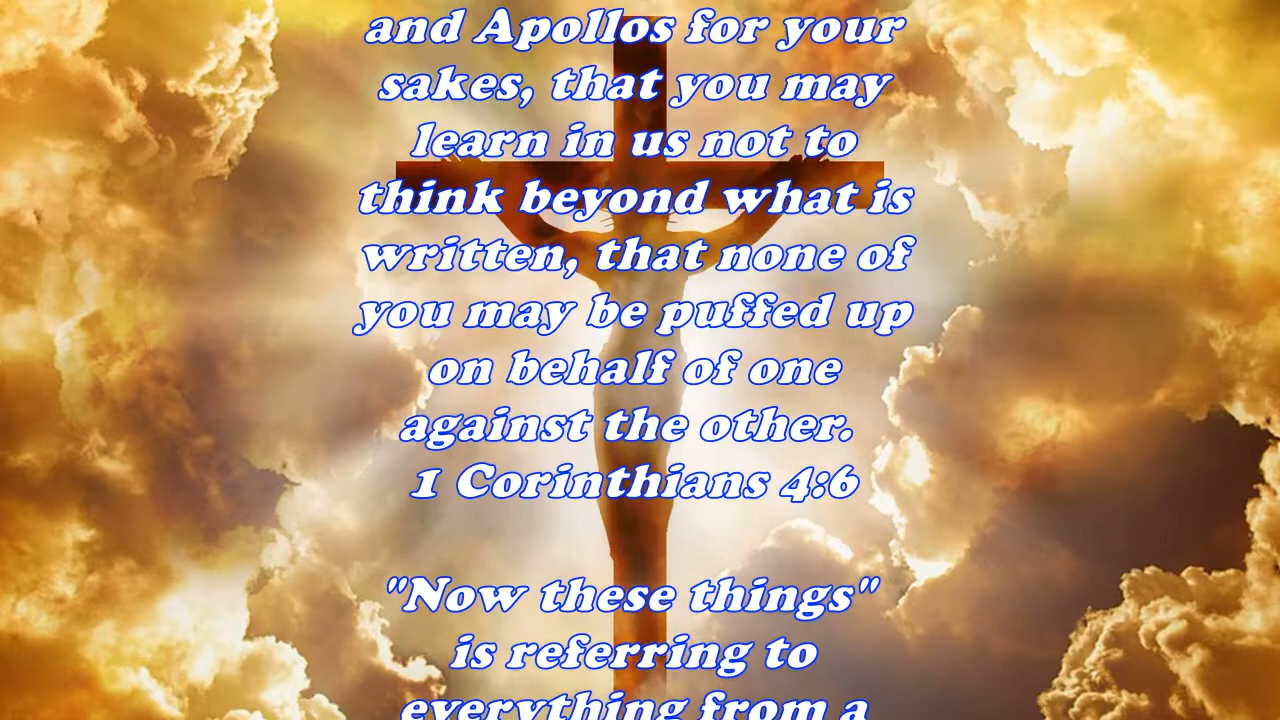 and Apollos for your
sakes, that you may
learn in us not to
think beyond what is
written, that none of
you may be puffed up
on behalf of one
against the other.
1 Corinthians 4:6
"Now these things"
is referring to
everything from a